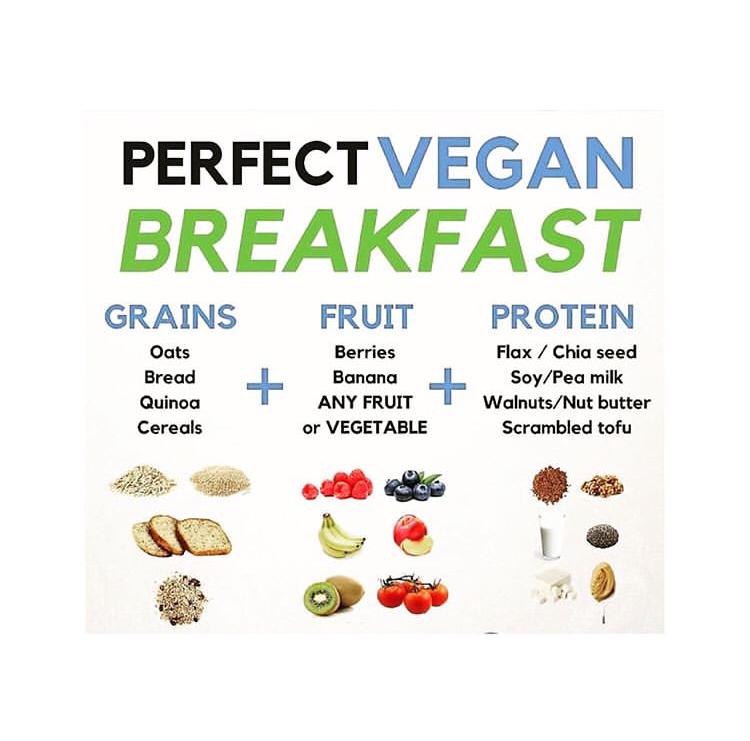 PERFECT VEGAN
BREAKFAST
GRAINS
Oats
Bread
Quinoa
Cereals
+
FRUIT
Berries
Banana
ANY FRUIT
or VEGETABLE
+
PROTEIN
Flax / Chia seed
Soy/Pea milk
Walnuts/Nut butter
Scrambled tofu